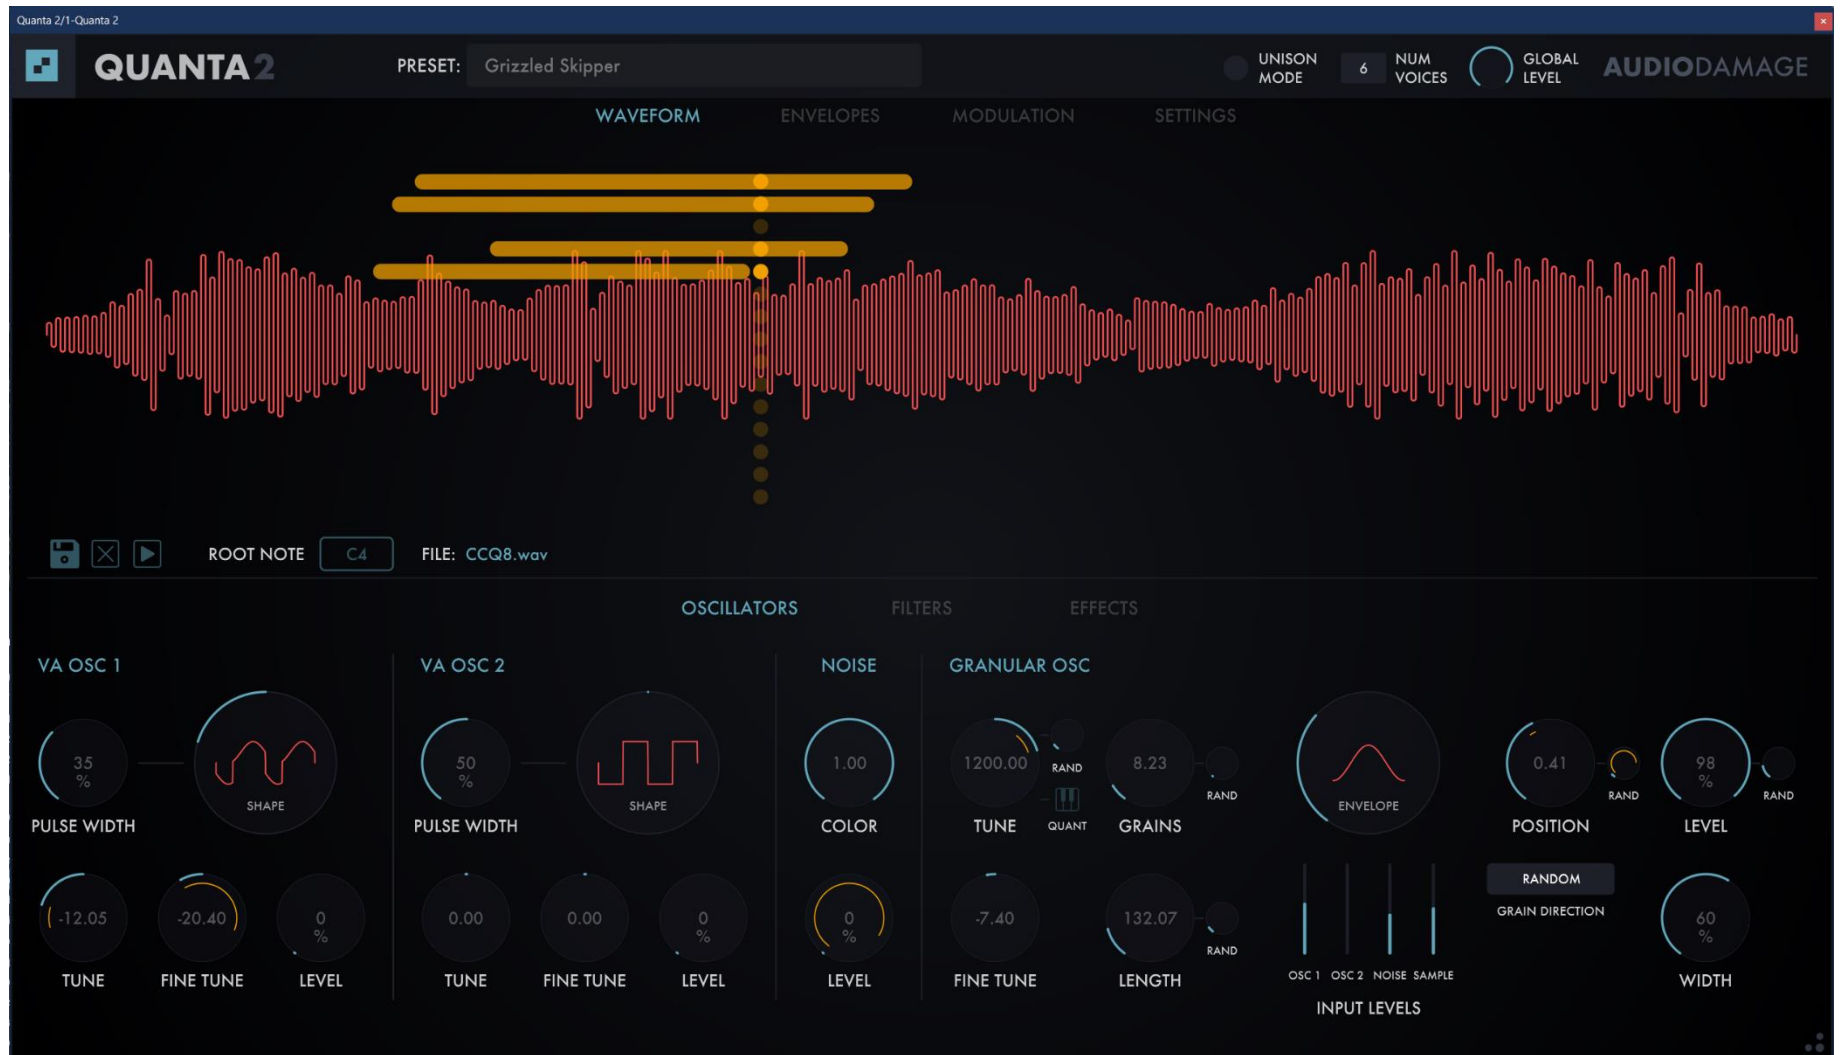 Quanta 2/1-Quanta 2
QUANTA 2
PRESET: Grizzled Skipper
UNISON MODE
6 NUM VOICES
GLOBAL LEVEL
AUDIODAMAGE
WAVEFORM ENVELOPES MODULATION SETTINGS
ROOT NOTE C4 FILE: CCQ8.wav
OSCILLATORS FILTERS EFFECTS
VA OSC 1
35
%
PULSE WIDTH
SHAPE
-12.05 -20.40 0
%
TUNE FINE TUNE LEVEL
VA OSC 2
50
%
PULSE WIDTH
SHAPE
0.00 0.00 0
%
TUNE FINE TUNE LEVEL
NOISE
1.00
COLOR
0
%
LEVEL
GRANULAR OSC
1200.00
TUNE
RAND
QUANT
8.23
GRAINS
RAND
-7.40
FINE TUNE
132.07
LENGTH
RAND
ENVELOPE
OSC 1 OSC 2 NOISE SAMPLE
INPUT LEVELS
0.41
POSITION
RAND
98
%
LEVEL
RAND
RANDOM
GRAIN DIRECTION
60
%
WIDTH